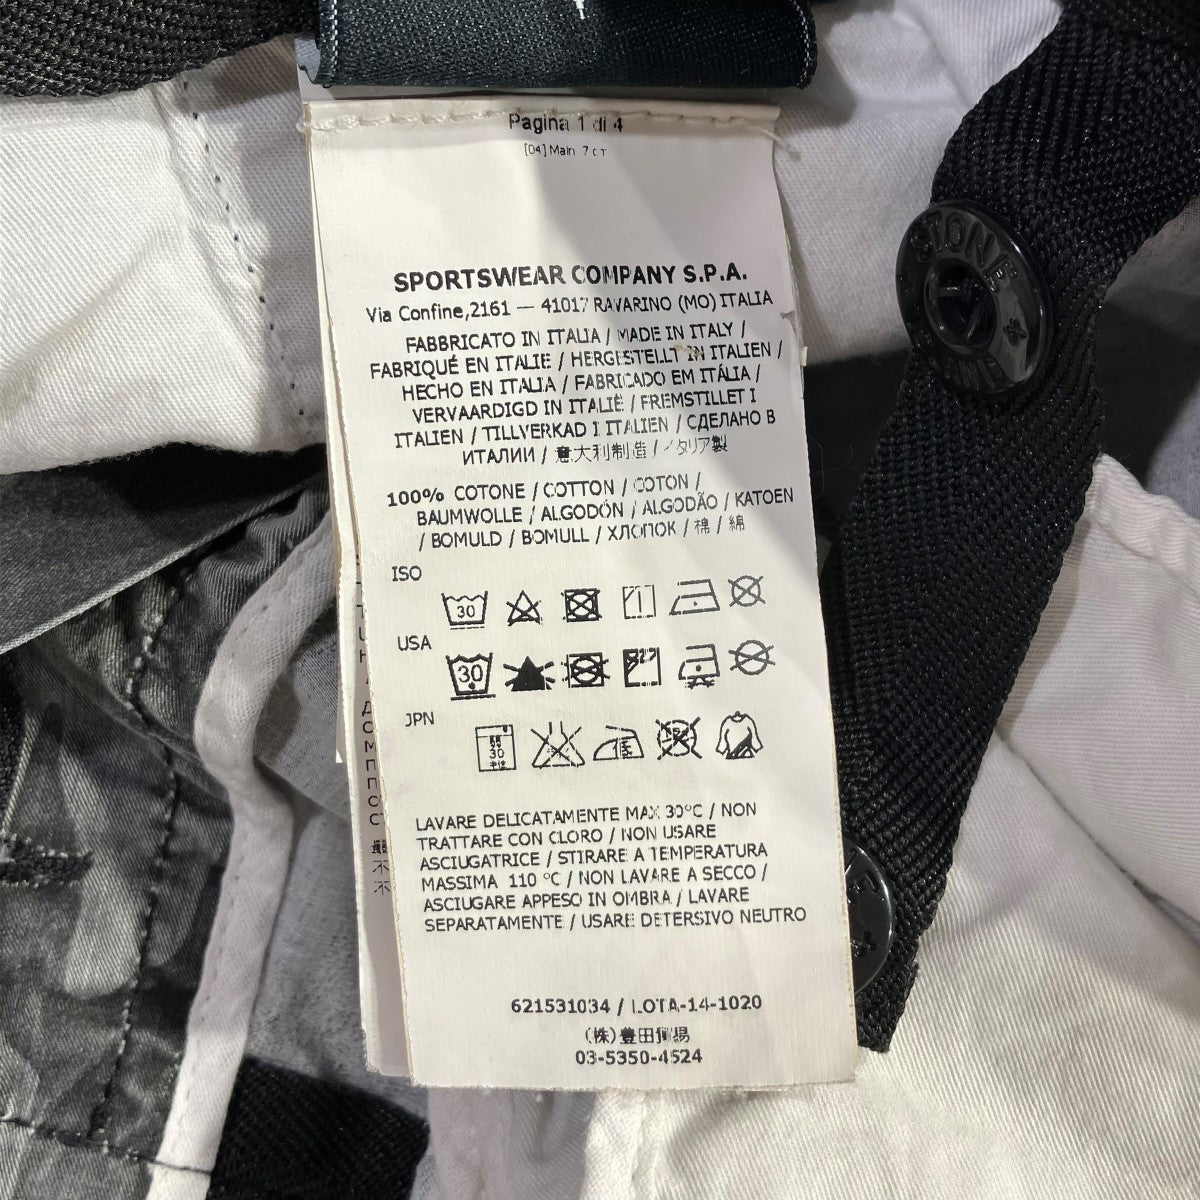 Pagina 1 di 4
[04] Main
SPORTSWEAR COMPANY S.P.A.
Via Confine,2161 — 41017 RAVARINO (MO) ITALIA
FABBRICATO IN ITALIA / MADE IN ITALY /
FABRIQUÉ EN ITALIE / HERGESTELLT IN ITALIEN /
HECHO EN ITALIA / FABRICADO EM ITÁLIA /
VERVAARDIGD IN ITALIË / FREMSTILLET I
ITALIEN / TILLVERKAD I ITALIEN / СДЕЛАНО В
ИТАЛИИ / 意大利制造 / イタリア製
100% COTONE / COTTON / COTON /
BAUMWOLLE / ALGODÓN / ALGODÃO / KATOEN
/ BOMULD / BOMULL / ХЛОПОК / 棉 / 綿
ISO
30
USA
30
JPN
30
LAVARE DELICATAMENTE MAX 30°C / NON
TRATTARE CON CLORO / NON USARE
ASCIUGATRICE / STIRARE A TEMPERATURA
MASSIMA 110 °C / NON LAVARE A SECCO /
ASCIUGARE APPESO IN OMBRA / LAVARE
SEPARATAMENTE / USARE DETERSIVO NEUTRO
621531034 / LOTA-14-1020
(株)豊田貿易
03-5350-4524
STONE